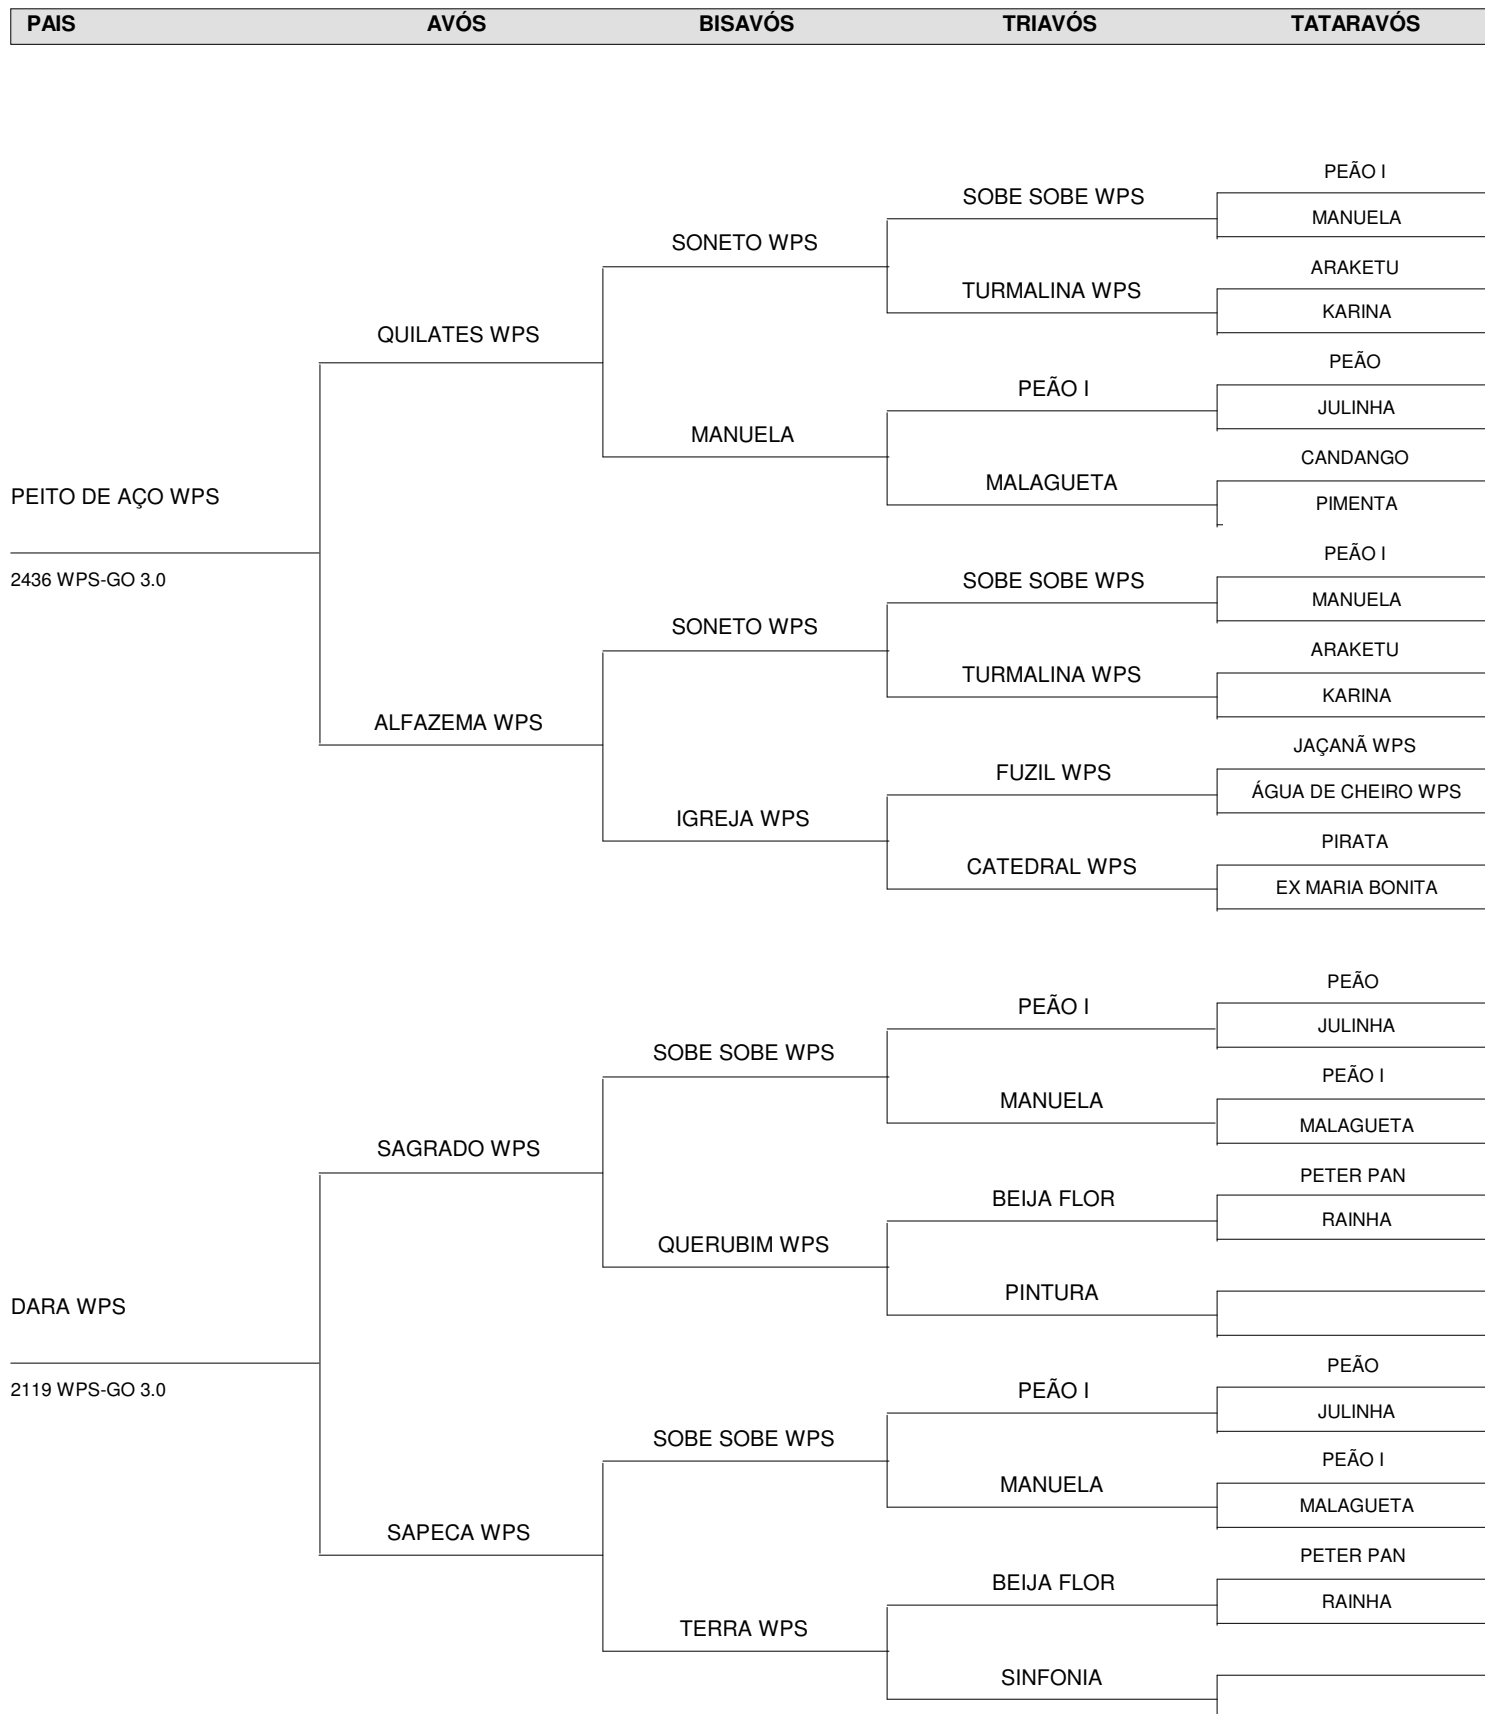 PAIS AVÓS BISAVÓS TRIAVÓS TATARAVÓS
PEÃO I
SOBE SOBE WPS
MANUELA
SONETO WPS
ARAKETU
TURMALINA WPS
KARINA
QUILATES WPS
PEÃO
PEÃO I
JULINHA
MANUELA
CANDANGO
MALAGUETA
PEITO DE AÇO WPS
PIMENTA
PEÃO I
2436 WPS-GO 3.0
SOBE SOBE WPS
MANUELA
SONETO WPS
ARAKETU
TURMALINA WPS
KARINA
ALFAZEMA WPS
JAÇANÃ WPS
FUZIL WPS
ÁGUA DE CHEIRO WPS
IGREJA WPS
PIRATA
CATEDRAL WPS
EX MARIA BONITA
PEÃO
PEÃO I
JULINHA
SOBE SOBE WPS
PEÃO I
MANUELA
MALAGUETA
SAGRADO WPS
PETER PAN
BEIJA FLOR
RAINHA
QUERUBIM WPS
PINTURA
DARA WPS
PEÃO
2119 WPS-GO 3.0
PEÃO I
JULINHA
SOBE SOBE WPS
PEÃO I
MANUELA
MALAGUETA
SAPECA WPS
PETER PAN
BEIJA FLOR
RAINHA
TERRA WPS
SINFONIA